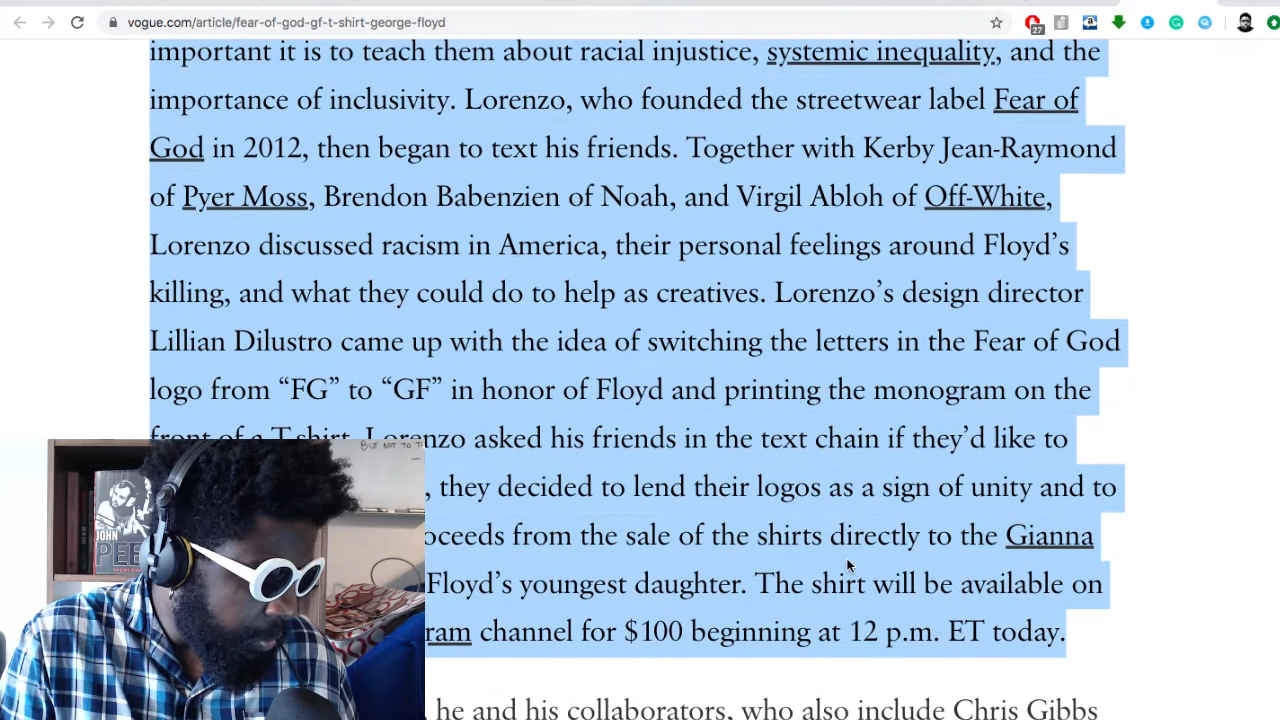 vogue.com/article/fear-of-god-gf-t-shirt-george-floyd
27
important it is to teach them about racial injustice, systemic inequality, and the
importance of inclusivity. Lorenzo, who founded the streetwear label Fear of
God in 2012, then began to text his friends. Together with Kerby Jean-Raymond
of Pyer Moss, Brendon Babenzien of Noah, and Virgil Abloh of Off-White,
Lorenzo discussed racism in America, their personal feelings around Floyd's
killing, and what they could do to help as creatives. Lorenzo's design director
Lillian Dilustro came up with the idea of switching the letters in the Fear of God
logo from “FG” to “GF” in honor of Floyd and printing the monogram on the
front of a T-shirt. Lorenzo asked his friends in the text chain if they'd like to
, they decided to lend their logos as a sign of unity and to
oceeds from the sale of the shirts directly to the Gianna
Floyd's youngest daughter. The shirt will be available on
ram channel for $100 beginning at 12 p.m. ET today.
, he and his collaborators, who also include Chris Gibbs
BUT NOT TO
JOHN
PEE